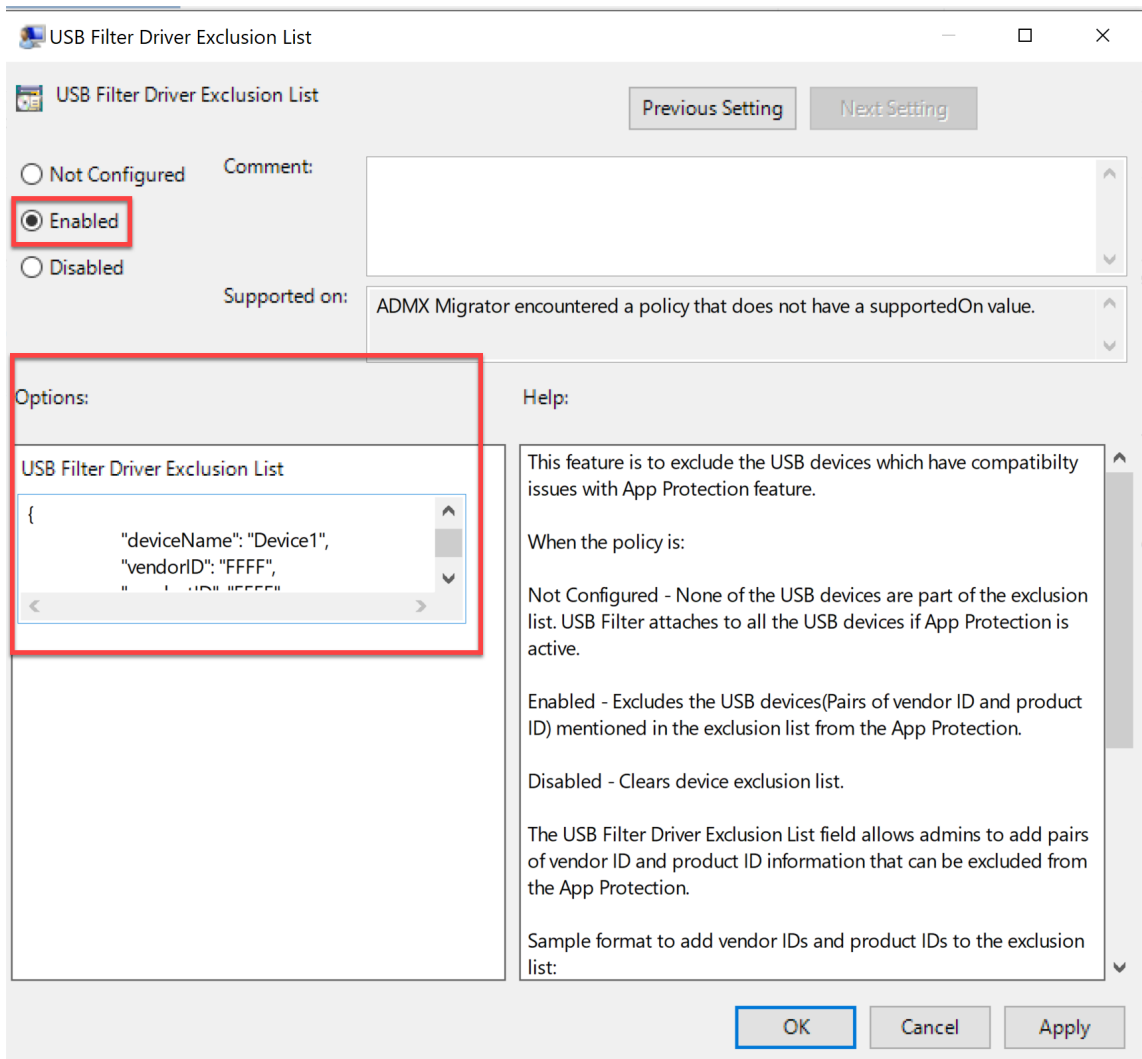 USB Filter Driver Exclusion List
USB Filter Driver Exclusion List
Previous Setting
Next Setting
Not Configured
Enabled
Disabled
Comment:
Supported on:
ADMX Migrator encountered a policy that does not have a supportedOn value.
Options:
Help:
USB Filter Driver Exclusion List
{
"deviceName": "Device1",
"vendorID": "FFFF",
This feature is to exclude the USB devices which have compatibilty
issues with App Protection feature.
When the policy is:
Not Configured - None of the USB devices are part of the exclusion
list. USB Filter attaches to all the USB devices if App Protection is
active.
Enabled - Excludes the USB devices(Pairs of vendor ID and product
ID) mentioned in the exclusion list from the App Protection.
Disabled - Clears device exclusion list.
The USB Filter Driver Exclusion List field allows admins to add pairs
of vendor ID and product ID information that can be excluded from
the App Protection.
Sample format to add vendor IDs and product IDs to the exclusion
list:
OK
Cancel
Apply